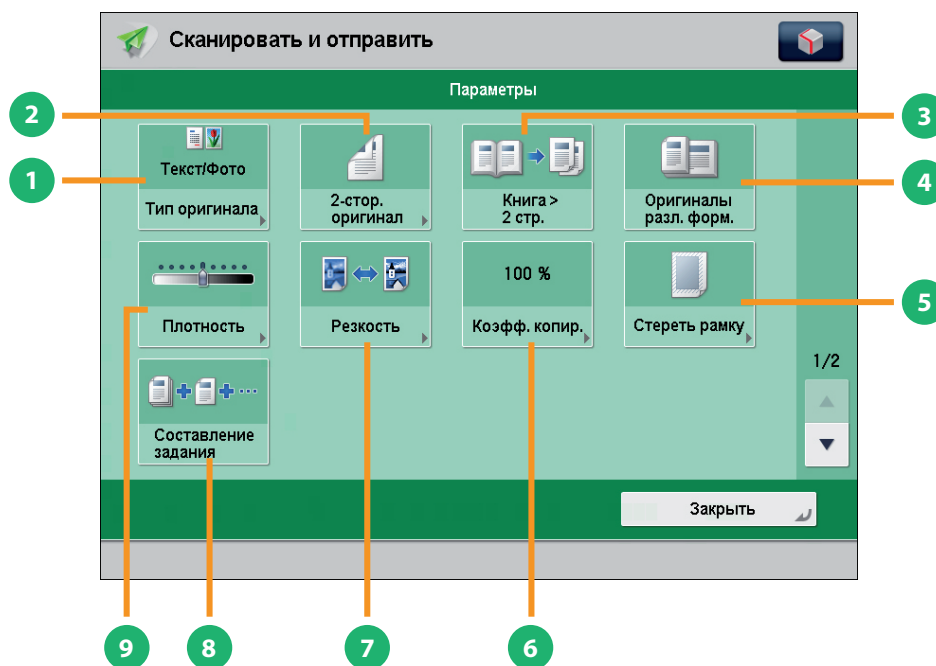 Сканировать и отправить
Параметры
2
3
1
4
Текст/Фото
Тип оригинала
2-стор.
оригинал
Книга >
2 стр.
Оригиналы
разл. форм.
100 %
5
Плотность
Резкость
Коэфф. копир.
Стереть рамку
1/2
Составление
задания
Закрыть
9
8
7
6